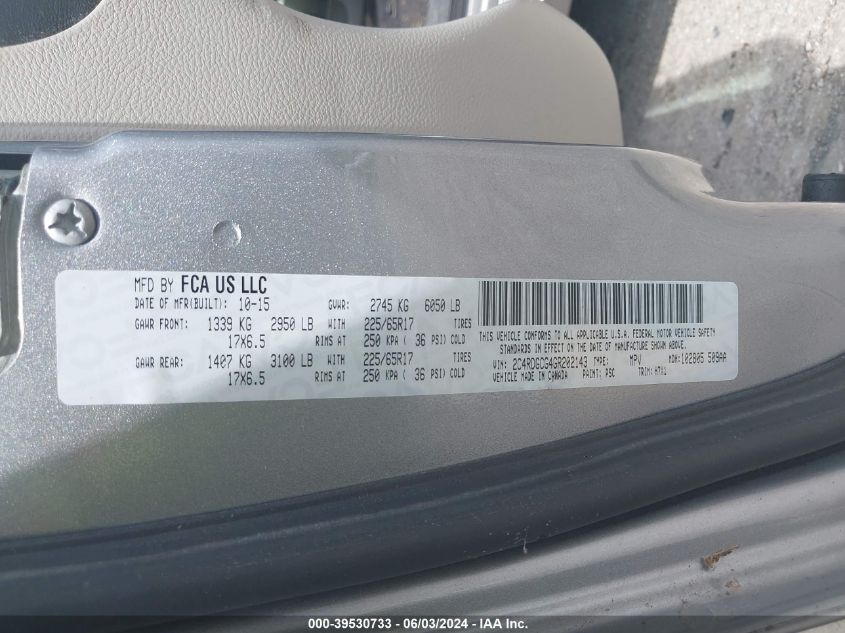 MFD BY FCA US LLC
DATE OF MFR(BUILT): 10-15 GVWR: 2745 KG 6050 LB
GAWR FRONT: 1339 KG 2950 LB WITH 225/65R17 TIRES
17X6.5 RIMS AT 250 KPA ( 36 PSI) COLD
GAWR REAR: 1407 KG 3100 LB WITH 225/65R17 TIRES
17X6.5 RIMS AT 250 KPA ( 36 PSI) COLD
THIS VEHICLE CONFORMS TO ALL APPLICABLE U.S.A. FEDERAL MOTOR VEHICLE SAFETY
STANDARDS IN EFFECT ON THE DATE OF MANUFACTURE SHOWN ABOVE.
VIN: 2C4RDGCG4GR202143 TYPE: MPV MDH: 102805 509AA
VEHICLE MADE IN CANADA PAINT: PSC TRIM:
000-39530733 - 06/03/2024 - IAA Inc.